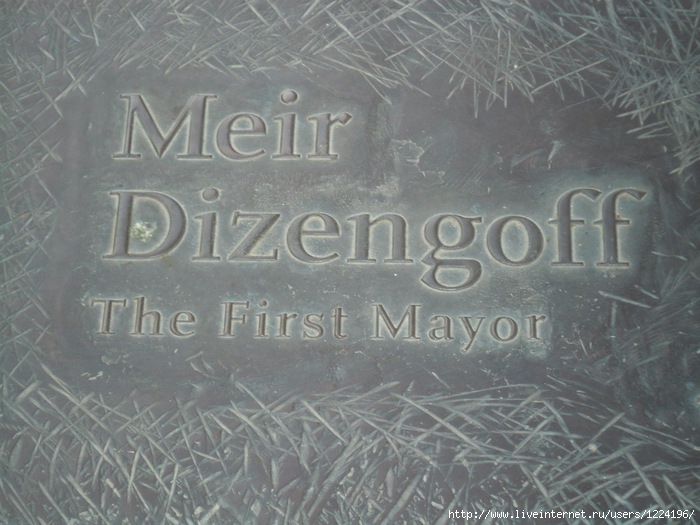 Meir
Dizengoff
The First Mayor
http://www.liveinternet.ru/users/1224196/